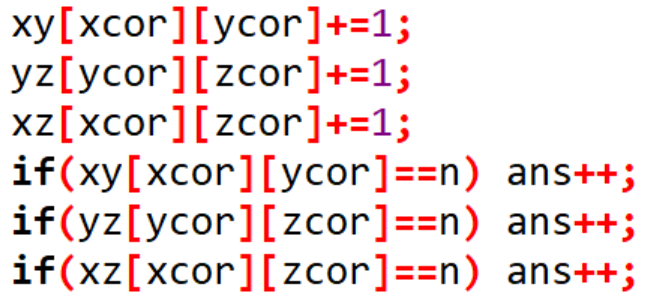 xy[xcor][ycor]+=1;
yz[ycor][zcor]+=1;
xz[xcor][zcor]+=1;
if(xy[xcor][ycor]==n) ans++;
if(yz[ycor][zcor]==n) ans++;
if(xz[xcor][zcor]==n) ans++;